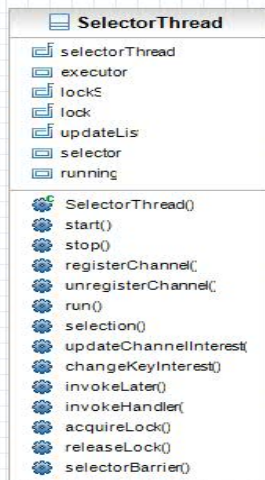 SelectorThread
selectorThread
executor
lockS
lock
updateLis
selector
running
SelectorThread()
start()
stop()
registerChannel(
unregisterChannel(
run()
selection()
updateChannelInterest(
changeKeyInterest()
invokeLater()
invokeHandler(
acquireLock()
releaseLock()
selectorBarrier()